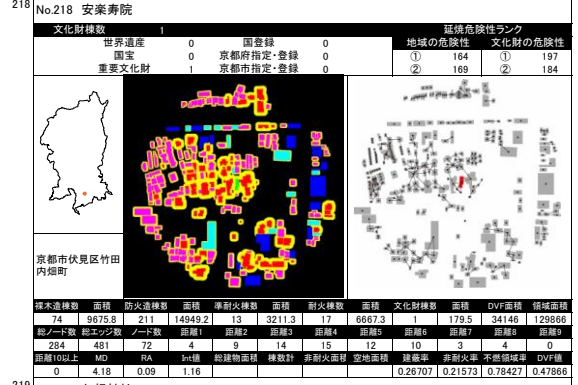 218
No.218 安楽寿院
文化財棟数 1 延焼危険性ランク
世界遺産 0 国登録 0 地域の危険性 文化財の危険性
国宝 0 京都府指定・登録 0 ① 164 ① 197
重要文化財 1 京都市指定・登録 0 ② 169 ② 184
京都市伏見区竹田
内畑町
裸木造棟数 面積 防火造棟数 面積 準耐火棟数 面積 耐火棟数 面積 文化財棟数 面積 DVF面積 領域面積
74 9675.8 211 14949.2 13 3211.3 17 6667.3 1 179.5 34146 129866
総ノード数 総エッジ数 ノード数 距離1 距離2 距離3 距離4 距離5 距離6 距離7 距離8 距離9
284 481 72 4 9 14 15 12 10 3 4 0
距離10以上 MD RA Int値 総建物面積 棟数計 非耐火面積 空地面積 建蔽率 非耐火率 不燃領域率 DVF値
0 4.18 0.09 1.16 0.26707 0.21573 0.78427 0.47866
219